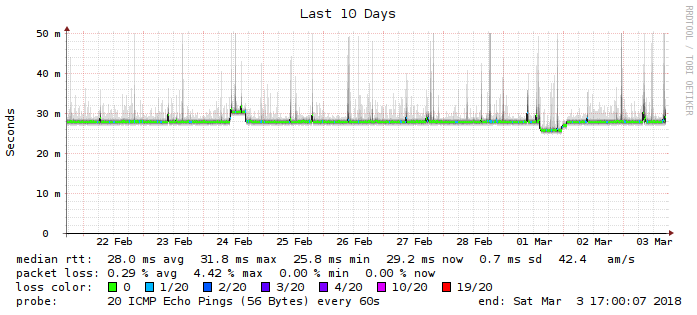 Last 10 Days
RRDTOOL / TOBI OETIKER
Seconds
50 m
40 m
30 m
20 m
10 m
0
22 Feb 23 Feb 24 Feb 25 Feb 26 Feb 27 Feb 28 Feb 01 Mar 02 Mar 03 Mar
median rtt: 28.0 ms avg 31.8 ms max 25.8 ms min 29.2 ms now 0.7 ms sd 42.4 am/s
packet loss: 0.29 % avg 4.42 % max 0.00 % min 0.00 % now
loss color: 0 1/20 2/20 3/20 4/20 10/20 19/20
probe: 20 ICMP Echo Pings (56 Bytes) every 60s end: Sat Mar 3 17:00:07 2018